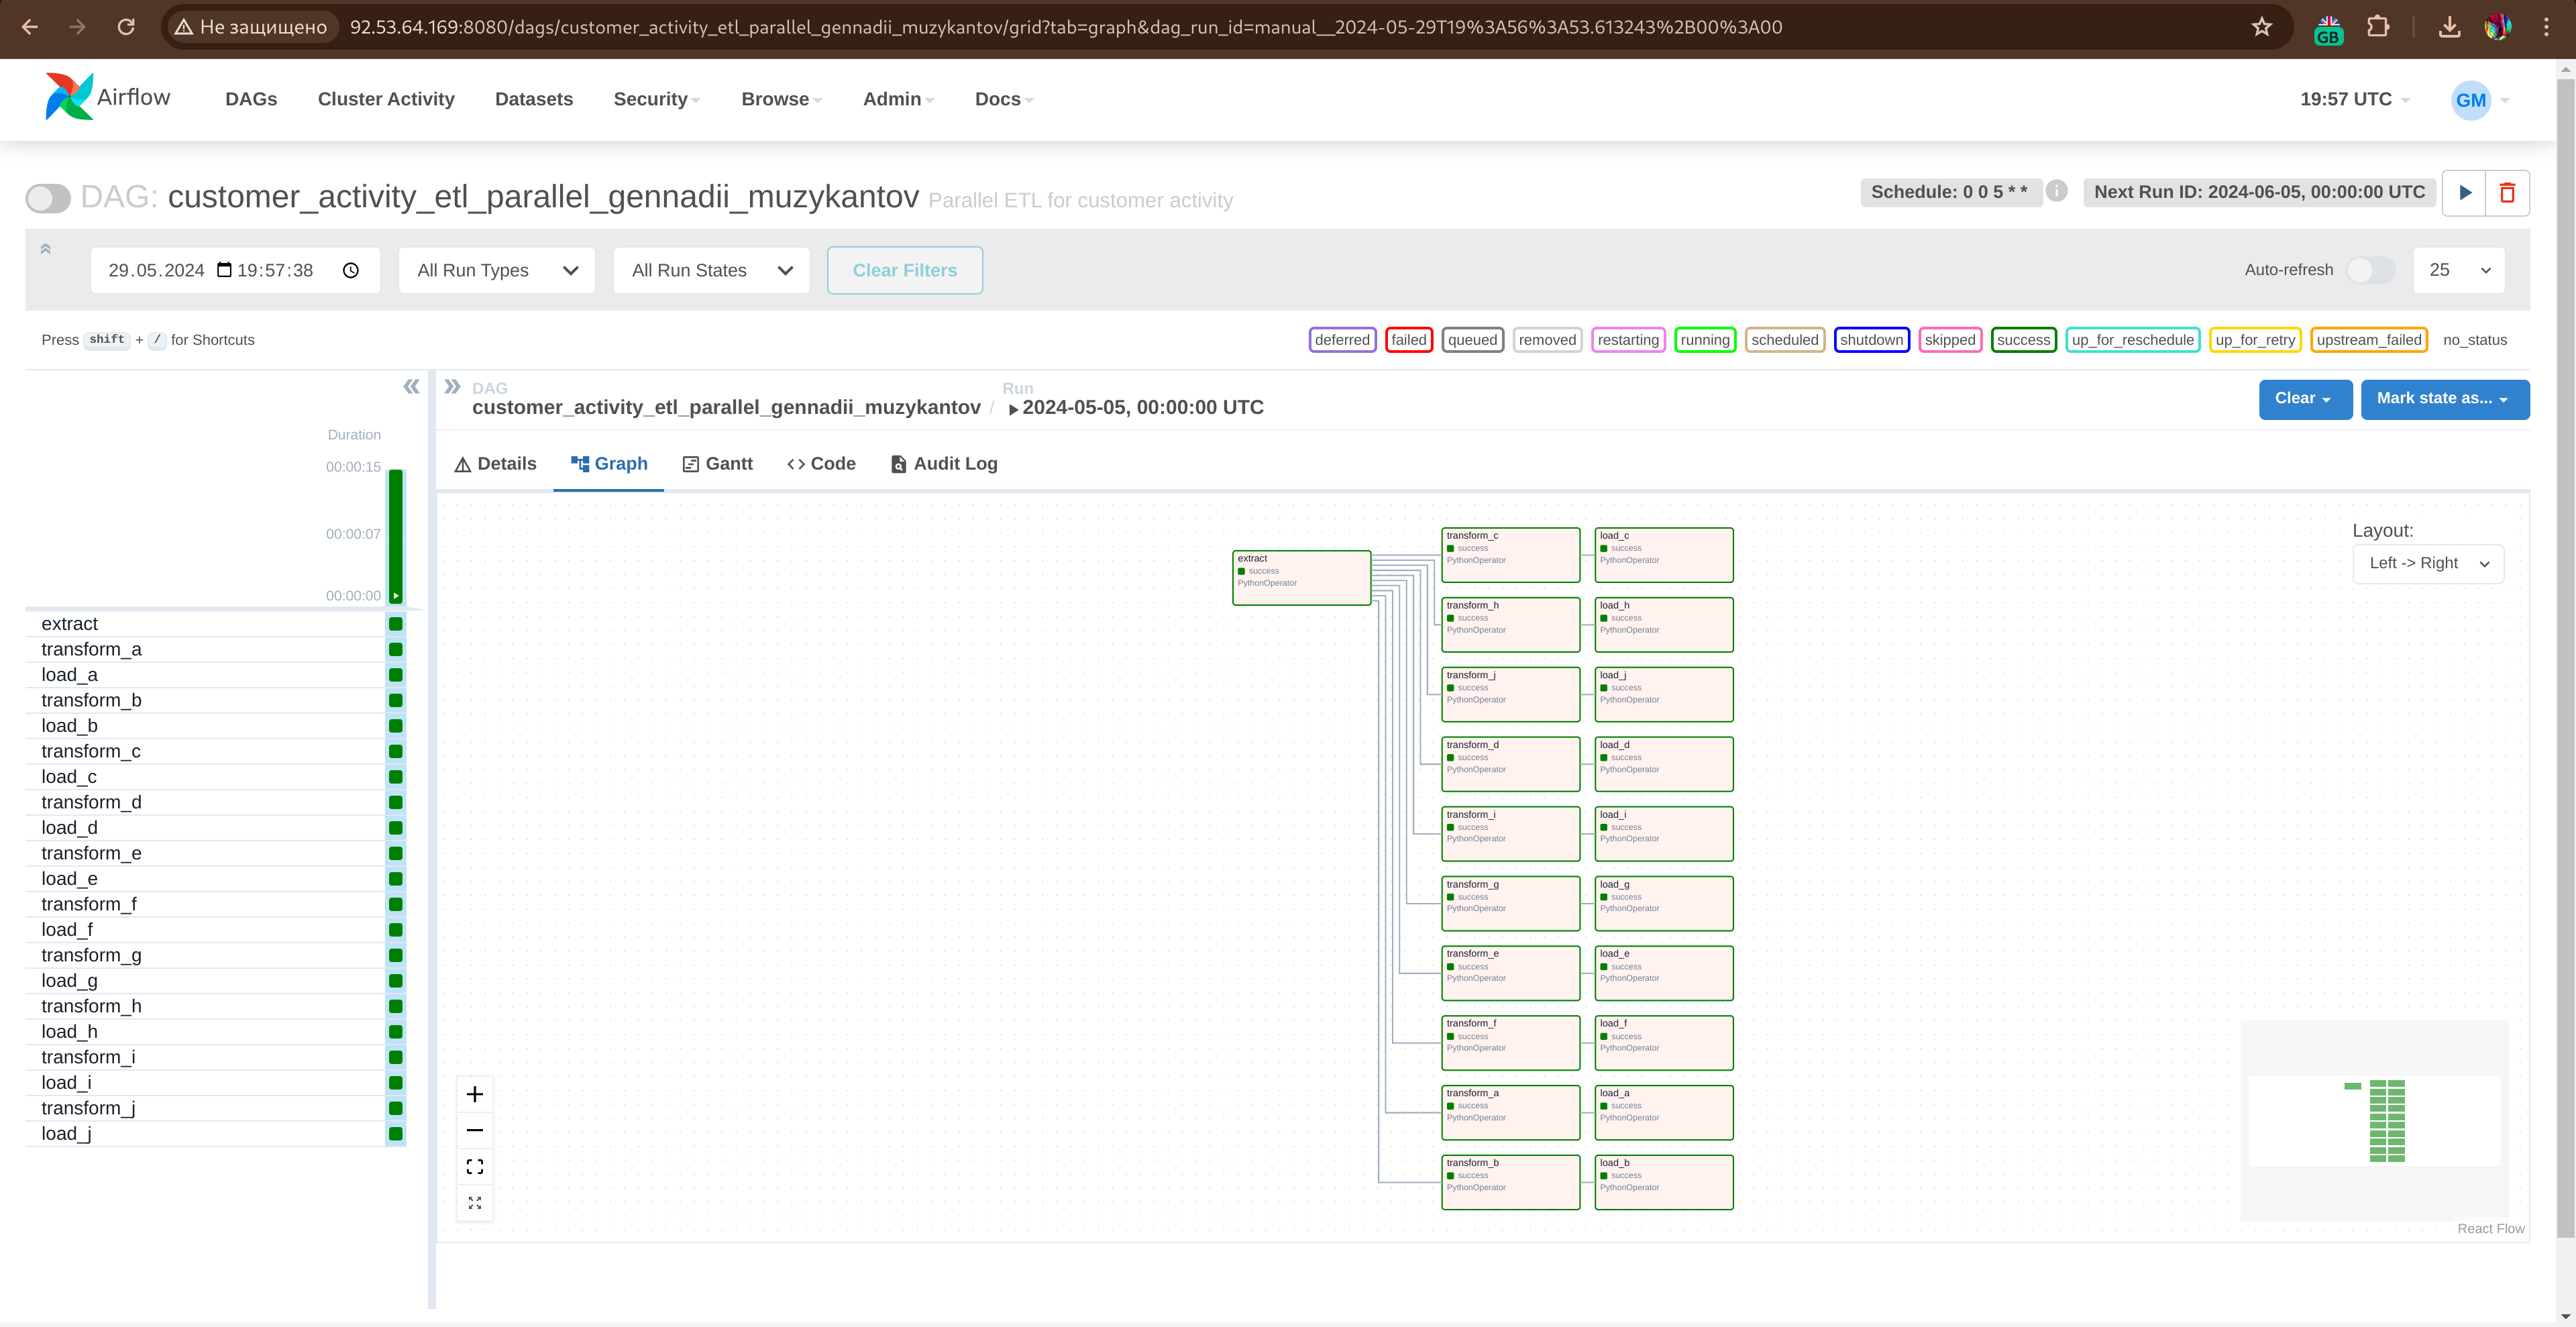 Не защищено 92.53.64.169:8080/dags/customer_activity_etl_parallel_gennadii_muzykantov/grid?tab=graph&dag_run_id=manual__2024-05-29T19%3A56%3A53.613243%2B00%3A00
GB
Airflow DAGs Cluster Activity Datasets Security Browse Admin Docs 19:57 UTC GM
DAG: customer_activity_etl_parallel_gennadii_muzykantov Parallel ETL for customer activity Schedule: 0 0 5 * * Next Run ID: 2024-06-05, 00:00:00 UTC
29.05.2024 19:57:38 All Run Types All Run States Clear Filters Auto-refresh 25
Press shift + / for Shortcuts deferred failed queued removed restarting running scheduled shutdown skipped success up_for_reschedule up_for_retry upstream_failed no_status
DAG Run
customer_activity_etl_parallel_gennadii_muzykantov / 2024-05-05, 00:00:00 UTC Clear Mark state as...
Duration
00:00:15
00:00:07
00:00:00
extract
transform_a
load_a
transform_b
load_b
transform_c
load_c
transform_d
load_d
transform_e
load_e
transform_f
load_f
transform_g
load_g
transform_h
load_h
transform_i
load_i
transform_j
load_j
Details Graph Gantt Code Audit Log
Layout:
Left -> Right
extract
success
PythonOperator
transform_c load_c
success success
PythonOperator PythonOperator
transform_h load_h
success success
PythonOperator PythonOperator
transform_j load_j
success success
PythonOperator PythonOperator
transform_d load_d
success success
PythonOperator PythonOperator
transform_i load_i
success success
PythonOperator PythonOperator
transform_g load_g
success success
PythonOperator PythonOperator
transform_e load_e
success success
PythonOperator PythonOperator
transform_f load_f
success success
PythonOperator PythonOperator
transform_a load_a
success success
PythonOperator PythonOperator
transform_b load_b
success success
PythonOperator PythonOperator
React Flow